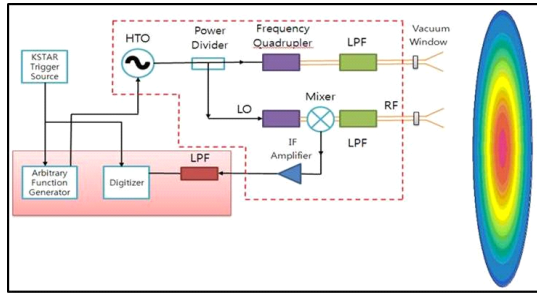 KSTAR
Trigger
Source
HTO
Power
Divider
Frequency
Quadrupler
LPF
Vacuum
Window
LO
Mixer
RF
LPF
IF
Amplifier
LPF
Arbitrary
Function
Generator
Digitizer